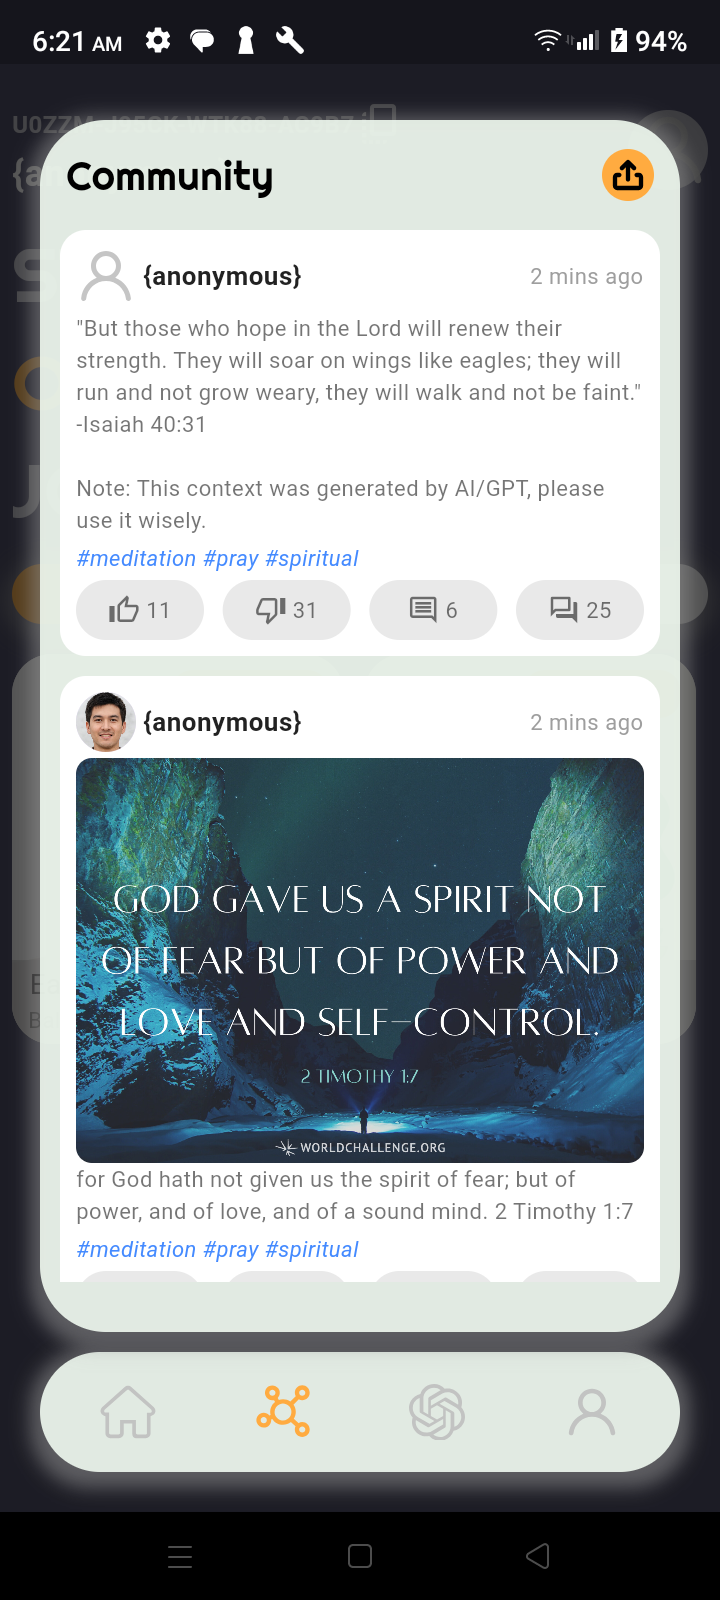 6:21 AM
94%
U0ZZM-J9ECK-WTK89-AG9B7
{an
Community
{anonymous}
2 mins ago
"But those who hope in the Lord will renew their
strength. They will soar on wings like eagles; they will
run and not grow weary, they will walk and not be faint."
-Isaiah 40:31
Note: This context was generated by AI/GPT, please
use it wisely.
#meditation #pray #spiritual
11
31
6
25
{anonymous}
2 mins ago
GOD GAVE US A SPIRIT NOT
OF FEAR BUT OF POWER AND
LOVE AND SELF-CONTROL.
2 TIMOTHY 1:7
WORLDCHALLENGE.ORG
for God hath not given us the spirit of fear; but of
power, and of love, and of a sound mind. 2 Timothy 1:7
#meditation #pray #spiritual